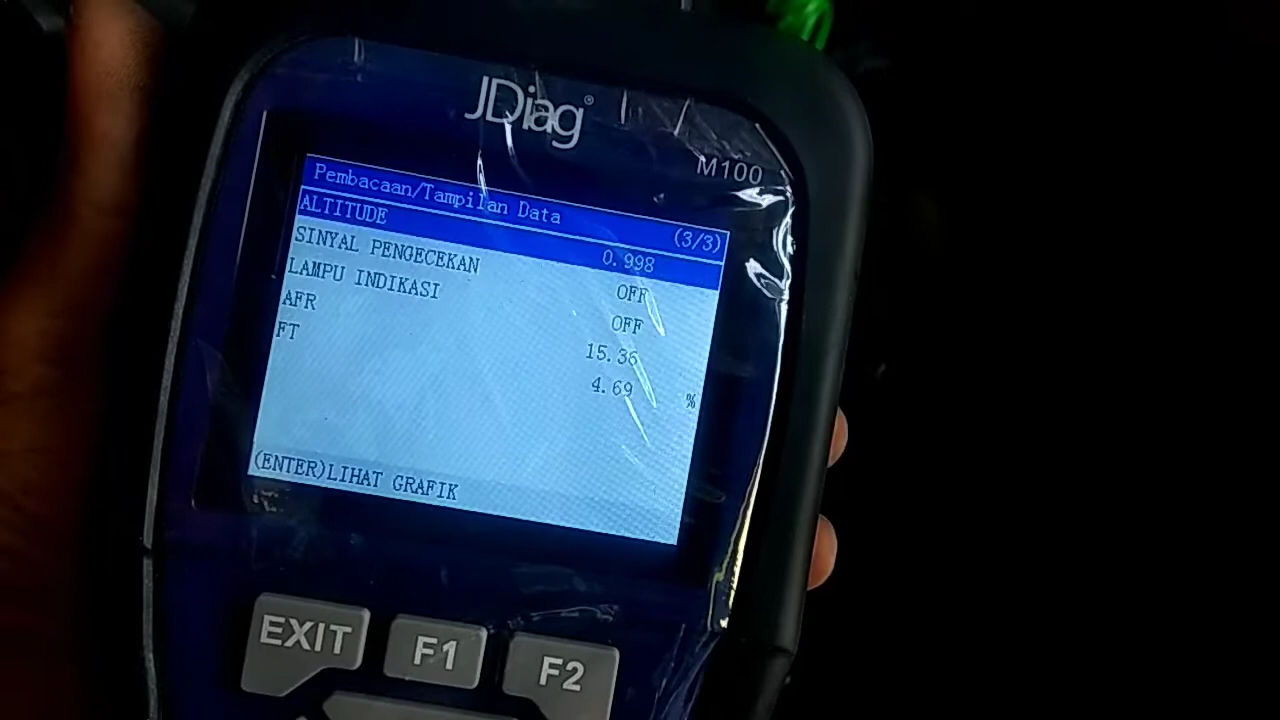 JDiag®
M100
Pembacaan/Tampilan Data (3/3)
ALTITUDE 0.998
SINYAL PENGECEKAN OFF
LAMPU INDIKASI OFF
AFR 15.36
FT 4.69 %
(ENTER)LIHAT GRAFIK
EXIT F1 F2